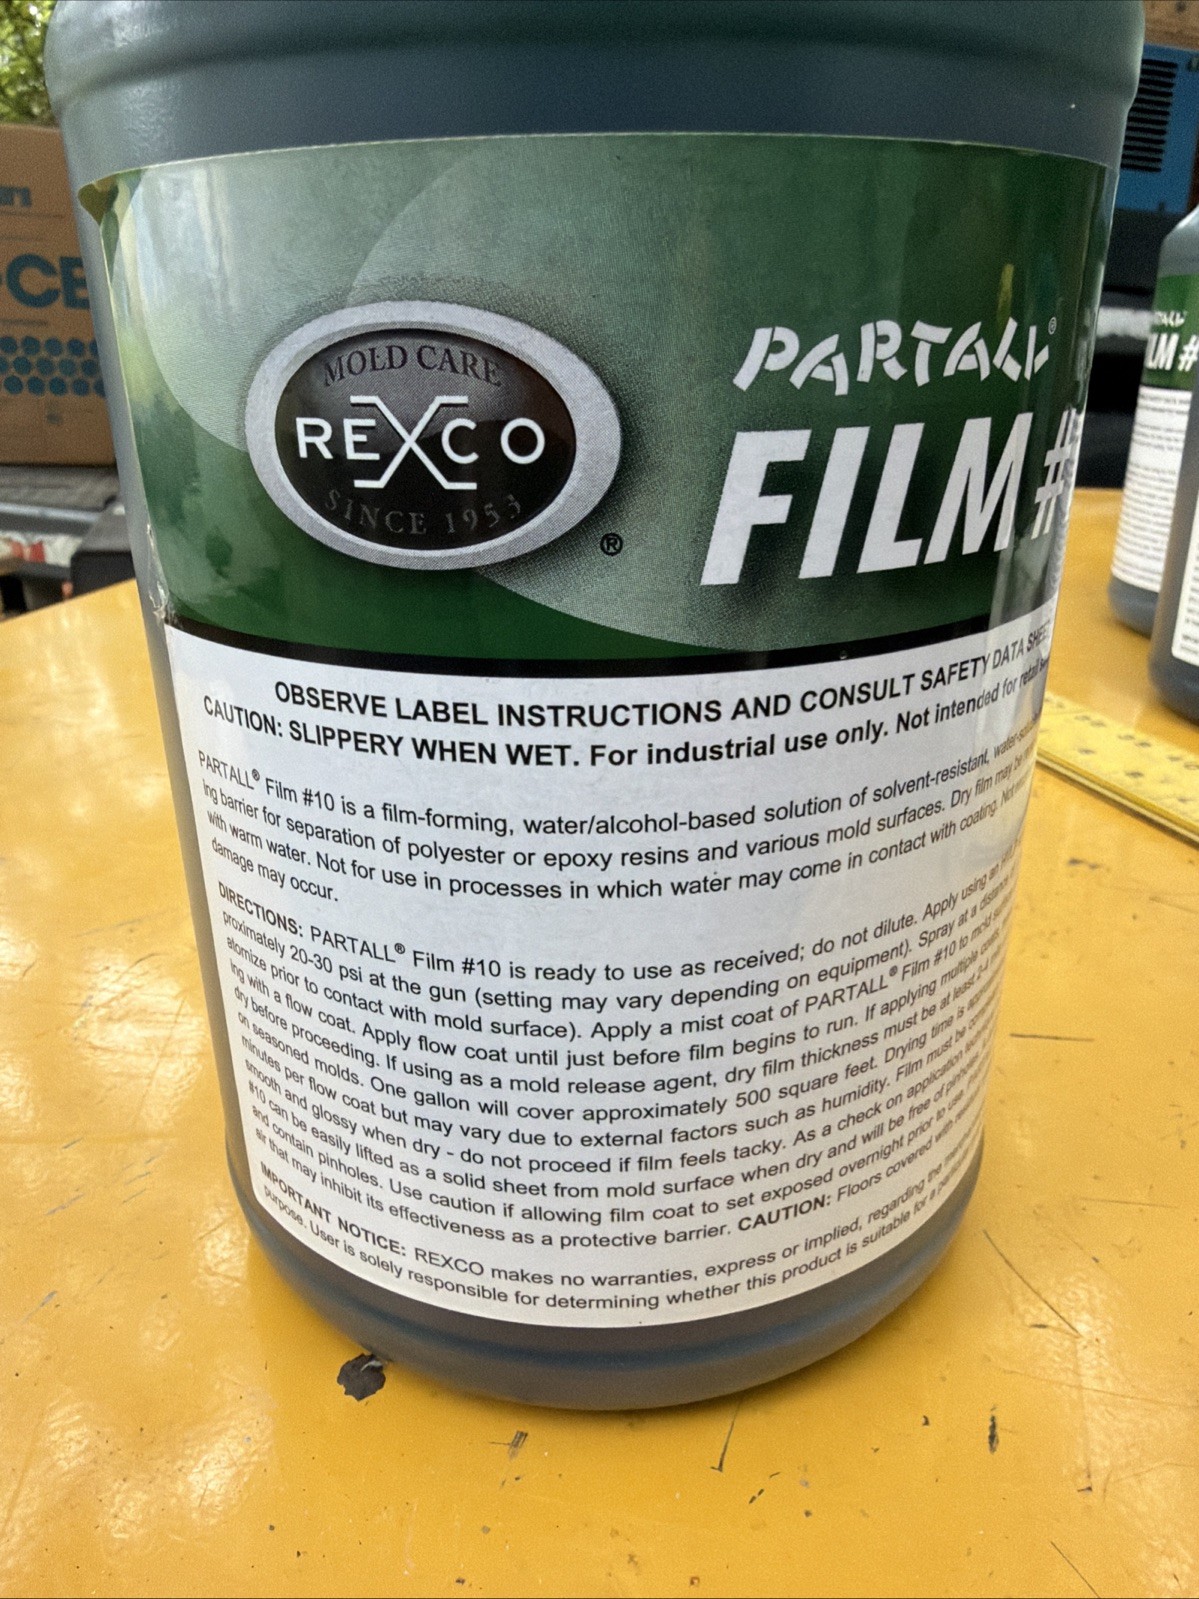 MOLD CARE
REXCO
SINCE 1953
®
PARTALL®
FILM #
OBSERVE LABEL INSTRUCTIONS AND CONSULT SAFETY DATA SHEET
CAUTION: SLIPPERY WHEN WET. For industrial use only. Not intended for retail
PARTALL® Film #10 is a film-forming, water/alcohol-based solution of solvent-resistant,
ing barrier for separation of polyester or epoxy resins and various mold surfaces. Dry film may be
with warm water. Not for use in processes in which water may come in contact with coating. Not
damage may occur.
DIRECTIONS: PARTALL® Film #10 is ready to use as received; do not dilute. Apply using an
proximately 20-30 psi at the gun (setting may vary depending on equipment). Spray at a distance
atomize prior to contact with mold surface). Apply a mist coat of PARTALL® Film #10 to mold
ing with a flow coat. Apply flow coat until just before film begins to run. If applying multiple coats,
dry before proceeding. If using as a mold release agent, dry film thickness must be at least
on seasoned molds. One gallon will cover approximately 500 square feet. Drying time is
minutes per flow coat but may vary due to external factors such as humidity. Film must be
smooth and glossy when dry - do not proceed if film feels tacky. As a check on application
#10 can be easily lifted as a solid sheet from mold surface when dry and will be free of pinholes
and contain pinholes. Use caution if allowing film coat to set exposed overnight prior to use.
air that may inhibit its effectiveness as a protective barrier. CAUTION: Floors covered with
IMPORTANT NOTICE: REXCO makes no warranties, express or implied, regarding the
purpose. User is solely responsible for determining whether this product is suitable for a
CE
LM #